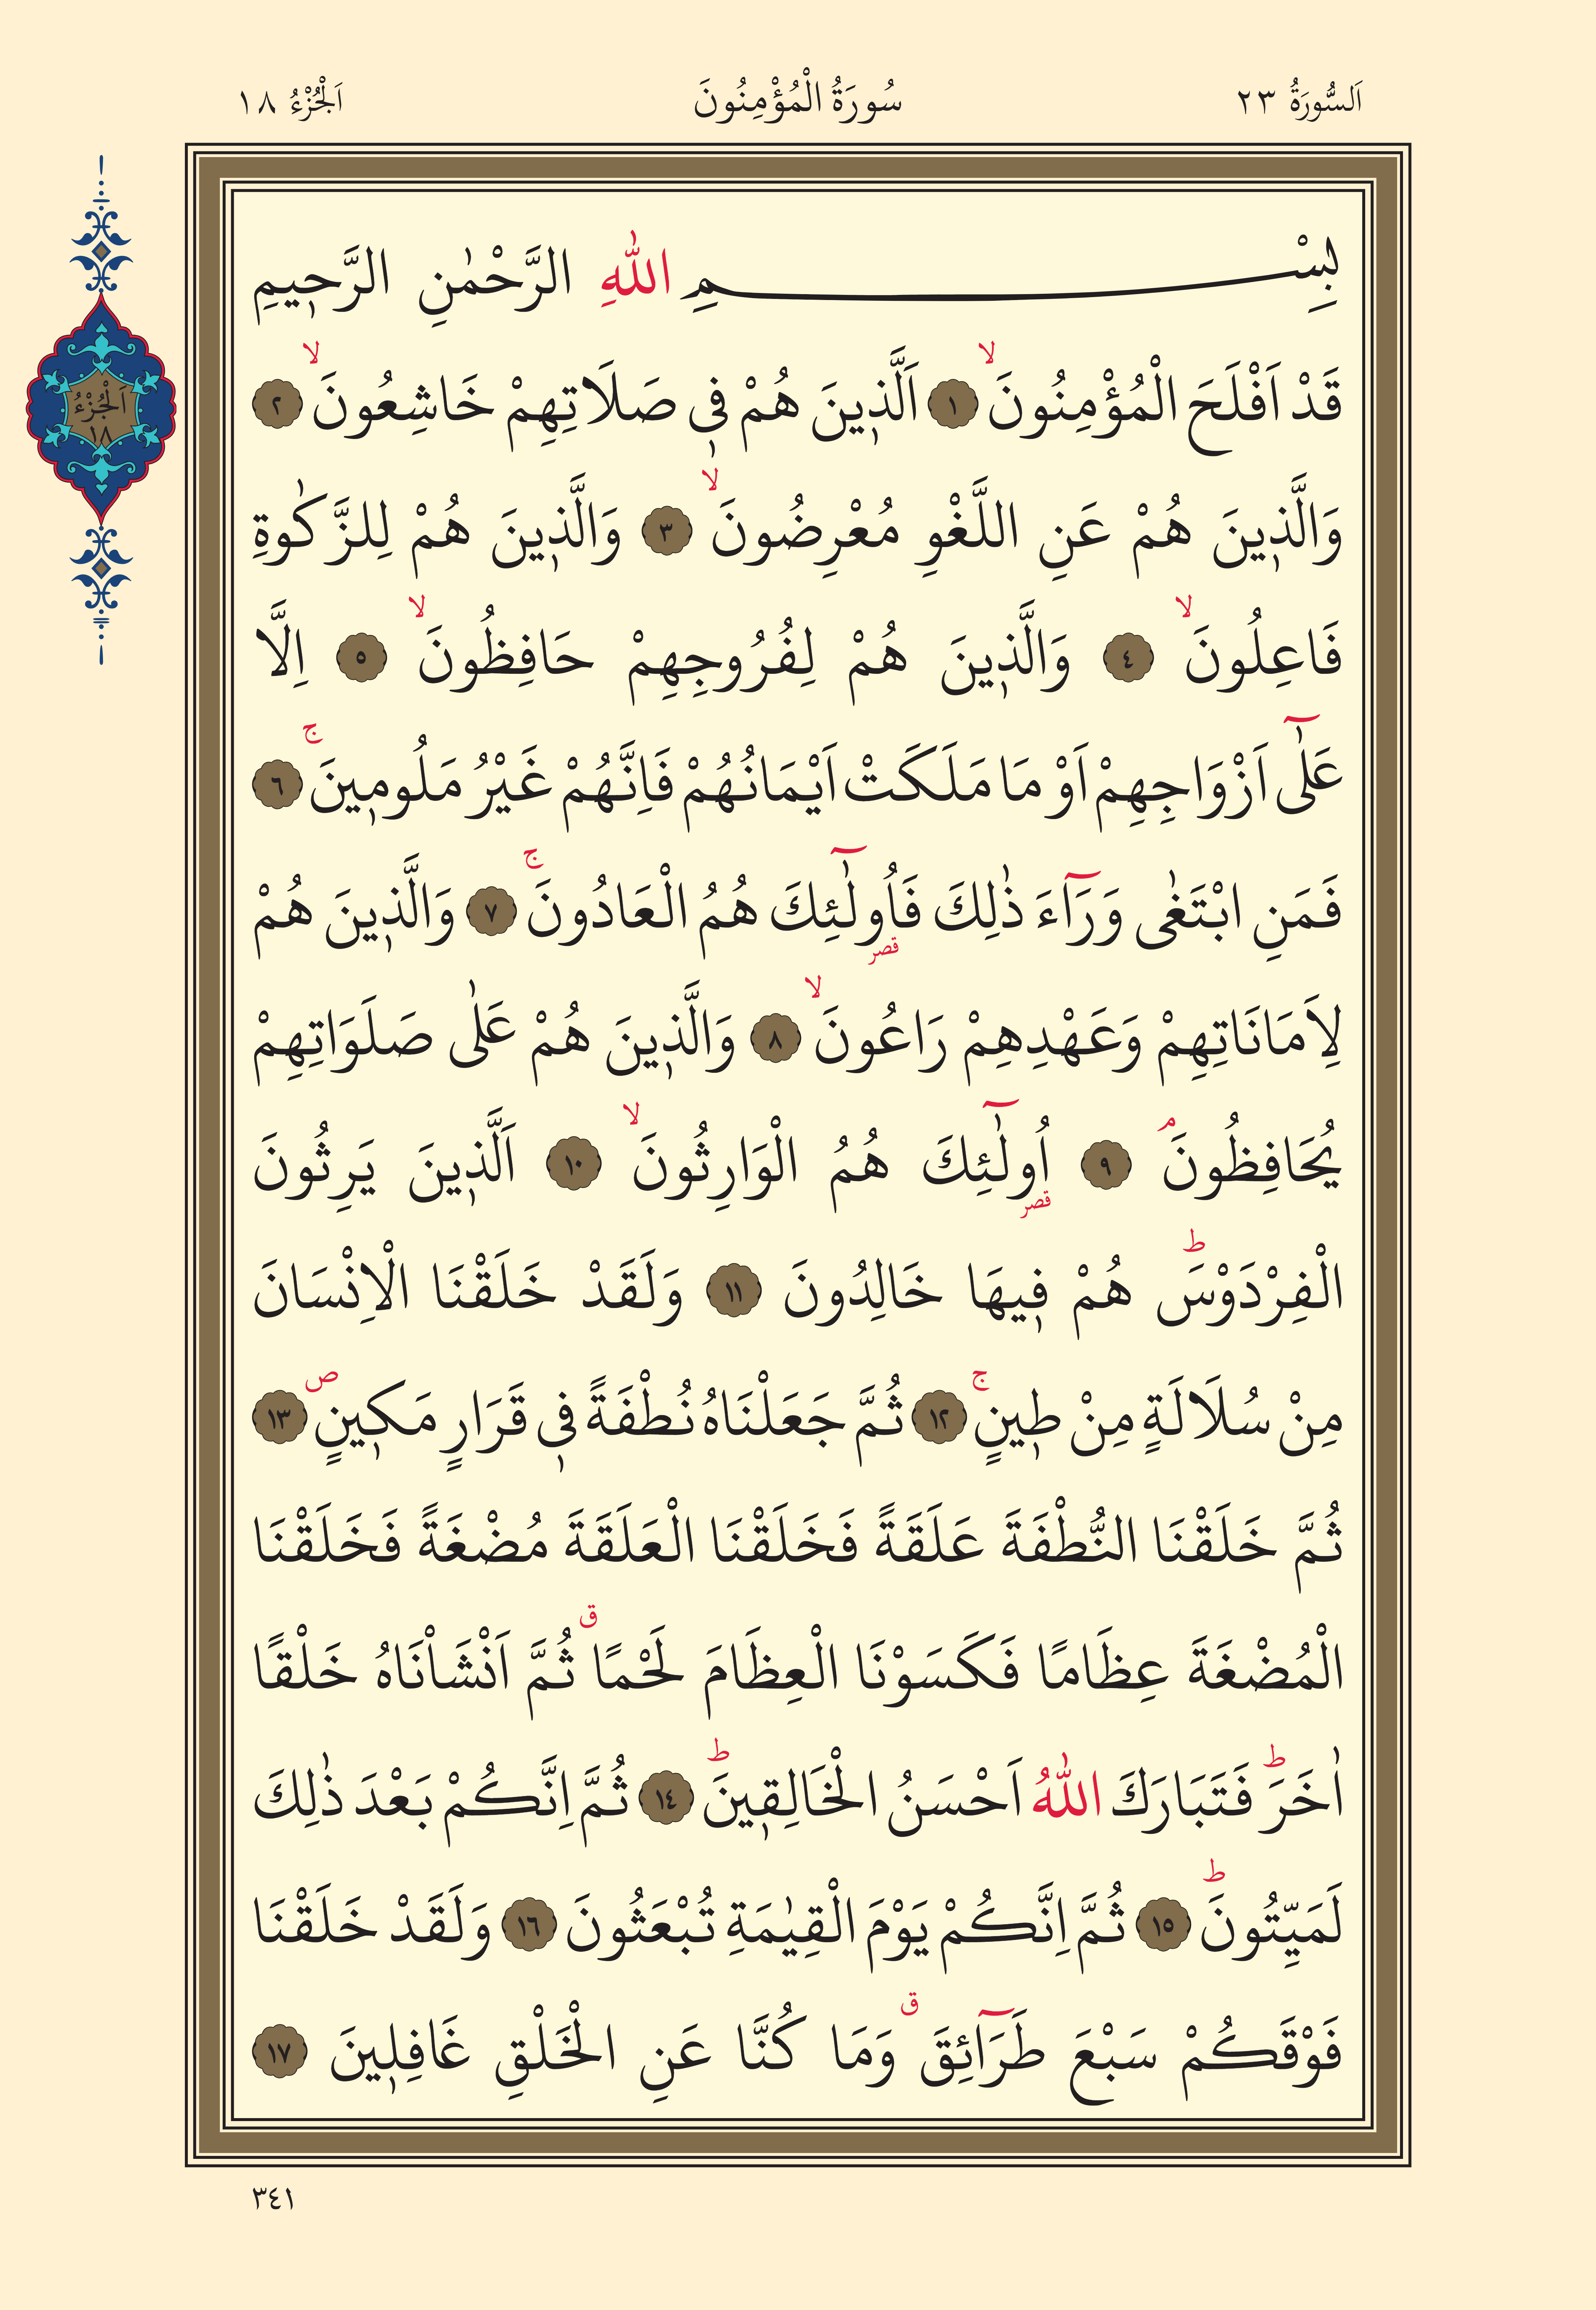 اَلسُّورَةُ ٢٣ سُورَةُ الْمُؤْمِنُونَ اَلْجُزْءُ ١٨
اَلْجُزْءُ
١٨
بِسْمِ اللّٰهِ الرَّحْمٰنِ الرَّح۪يمِ
قَدْ اَفْلَحَ الْمُؤْمِنُونَۙ ١ اَلَّذ۪ينَ هُمْ ف۪ي صَلَاتِهِمْ خَاشِعُونَۙ ٢
وَالَّذ۪ينَ هُمْ عَنِ اللَّغْوِ مُعْرِضُونَۙ ٣ وَالَّذ۪ينَ هُمْ لِلزَّكٰوةِ
فَاعِلُونَۙ ٤ وَالَّذ۪ينَ هُمْ لِفُرُوجِهِمْ حَافِظُونَۙ ٥ اِلَّا
عَلٰٓى اَزْوَاجِهِمْ اَوْ مَا مَلَكَتْ اَيْمَانُهُمْ فَاِنَّهُمْ غَيْرُ مَلُوم۪ينَۚ ٦
فَمَنِ ابْتَغٰى وَرَٓاءَ ذٰلِكَ فَاُو۬لٰٓئِكَ هُمُ الْعَادُونَۚ ٧ وَالَّذ۪ينَ هُمْ
قصر
لِاَمَانَاتِهِمْ وَعَهْدِهِمْ رَاعُونَۙ ٨ وَالَّذ۪ينَ هُمْ عَلٰى صَلَوَاتِهِمْ
يُحَافِظُونَۘ ٩ اُو۬لٰٓئِكَ هُمُ الْوَارِثُونَۙ ١٠ اَلَّذ۪ينَ يَرِثُونَ
قصر
الْفِرْدَوْسَۜ هُمْ ف۪يهَا خَالِدُونَ ١١ وَلَقَدْ خَلَقْنَا الْاِنْسَانَ
مِنْ سُلَالَةٍ مِنْ ط۪ينٍۚ ١٢ ثُمَّ جَعَلْنَاهُ نُطْفَةً ف۪ي قَرَارٍ مَك۪ينٍۖ ١٣
ثُمَّ خَلَقْنَا النُّطْفَةَ عَلَقَةً فَخَلَقْنَا الْعَلَقَةَ مُضْغَةً فَخَلَقْنَا
الْمُضْغَةَ عِظَامًا فَكَسَوْنَا الْعِظَامَ لَحْمًاۗ ثُمَّ اَنْشَاْنَاهُ خَلْقًا
اٰخَرَۜ فَتَبَارَكَ اللّٰهُ اَحْسَنُ الْخَالِق۪ينَۜ ١٤ ثُمَّ اِنَّكُمْ بَعْدَ ذٰلِكَ
لَمَيِّتُونَۜ ١٥ ثُمَّ اِنَّكُمْ يَوْمَ الْقِيٰمَةِ تُبْعَثُونَ ١٦ وَلَقَدْ خَلَقْنَا
فَوْقَكُمْ سَبْعَ طَرَٓائِقَۗ وَمَا كُنَّا عَنِ الْخَلْقِ غَافِل۪ينَ ١٧
٣٤١